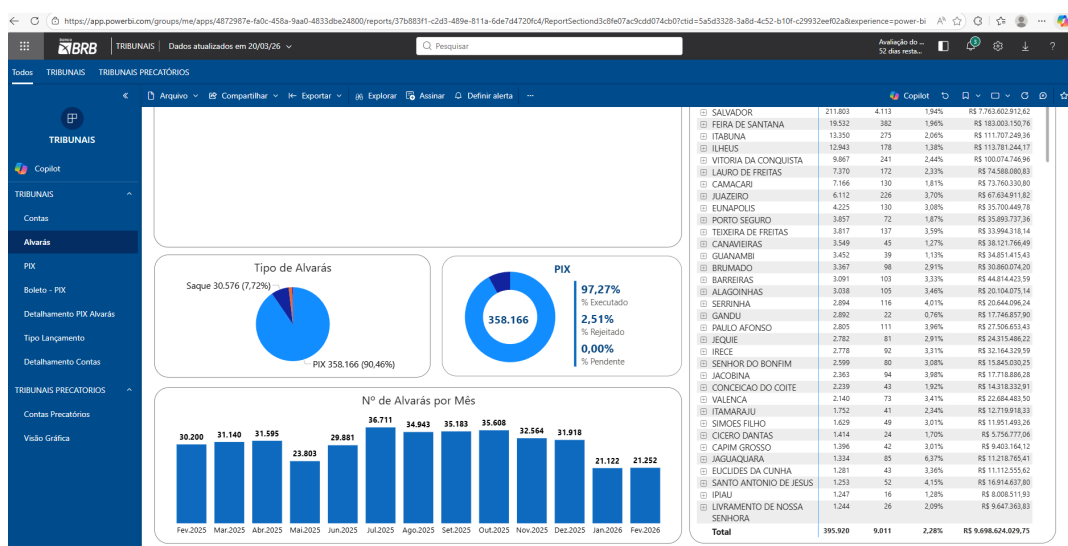 https://app.powerbi.com/groups/me/apps/4872987e-fa0c-458a-9aa0-4833dbe24800/reports/37b883f1-c2d3-489e-811a-6de7d4720fc4/ReportSectiond3c8fe07ac9cdd074cb0?ctid=5a5d3328-3a8d-4c52-b10f-c29932eef02a&experience=power-bi
BRB TRIBUNAIS Dados atualizados em 20/03/26 Pesquisar Avaliação do ...
52 dias resta... 3 ?
Todos TRIBUNAIS TRIBUNAIS PRECATÓRIOS
Arquivo Compartilhar Exportar Explorar Assinar Definir alerta ... Copilot
TRIBUNAIS
Copilot
TRIBUNAIS
Contas
Alvarás
PIX
Boleto - PIX
Detalhamento PIX Alvarás
Tipo Lançamento
Detalhamento Contas
TRIBUNAIS PRECATORIOS
Contas Precatórios
Visão Gráfica
Tipo de Alvarás
Saque 30.576 (7,72%)
PIX 358.166 (90,46%)
PIX
358.166
97,27%
% Executado
2,51%
% Rejeitado
0,00%
% Pendente
Nº de Alvarás por Mês
30.200 31.140 31.595 23.803 29.881 36.711 34.943 35.183 35.608 32.564 31.918 21.122 21.252
Fev.2025 Mar.2025 Abr.2025 Mai.2025 Jun.2025 Jul.2025 Ago.2025 Set.2025 Out.2025 Nov.2025 Dez.2025 Jan.2026 Fev.2026
SALVADOR 211.803 4.113 1,94% R$ 7.763.602.912,62
FEIRA DE SANTANA 19.532 382 1,96% R$ 183.003.150,76
ITABUNA 13.350 275 2,06% R$ 111.707.249,36
ILHEUS 12.943 178 1,38% R$ 113.781.244,17
VITORIA DA CONQUISTA 9.867 241 2,44% R$ 100.074.746,96
LAURO DE FREITAS 7.370 172 2,33% R$ 74.588.080,83
CAMACARI 7.166 130 1,81% R$ 73.760.330,80
JUAZEIRO 6.112 226 3,70% R$ 67.634.911,82
EUNAPOLIS 4.225 130 3,08% R$ 35.700.449,78
PORTO SEGURO 3.857 72 1,87% R$ 35.893.737,36
TEIXEIRA DE FREITAS 3.817 137 3,59% R$ 33.994.318,14
CANAVIEIRAS 3.549 45 1,27% R$ 38.121.766,49
GUANAMBI 3.452 39 1,13% R$ 34.851.415,43
BRUMADO 3.367 98 2,91% R$ 30.860.074,20
BARREIRAS 3.091 103 3,33% R$ 44.814.423,59
ALAGOINHAS 3.038 105 3,46% R$ 20.104.075,14
SERRINHA 2.894 116 4,01% R$ 20.644.096,24
GANDU 2.892 22 0,76% R$ 17.746.857,90
PAULO AFONSO 2.805 111 3,96% R$ 27.506.653,43
JEQUIE 2.782 81 2,91% R$ 24.315.486,22
IRECE 2.778 92 3,31% R$ 32.164.329,59
SENHOR DO BONFIM 2.599 80 3,08% R$ 15.845.030,25
JACOBINA 2.363 94 3,98% R$ 17.718.886,28
CONCEICAO DO COITE 2.239 43 1,92% R$ 14.318.332,91
VALENCA 2.140 73 3,41% R$ 22.684.483,50
ITAMARAJU 1.752 41 2,34% R$ 12.719.918,33
SIMOES FILHO 1.629 49 3,01% R$ 11.951.493,26
CICERO DANTAS 1.414 24 1,70% R$ 5.756.777,06
CAPIM GROSSO 1.396 42 3,01% R$ 9.403.164,12
JAGUAQUARA 1.334 85 6,37% R$ 11.218.765,41
EUCLIDES DA CUNHA 1.281 43 3,36% R$ 11.112.555,62
SANTO ANTONIO DE JESUS 1.253 52 4,15% R$ 16.914.637,80
IPIAU 1.247 16 1,28% R$ 8.008.511,93
LIVRAMENTO DE NOSSA 1.244 26 2,09% R$ 9.647.363,83
SENHORA
Total 395.920 9.011 2,28% R$ 9.698.624.029,75